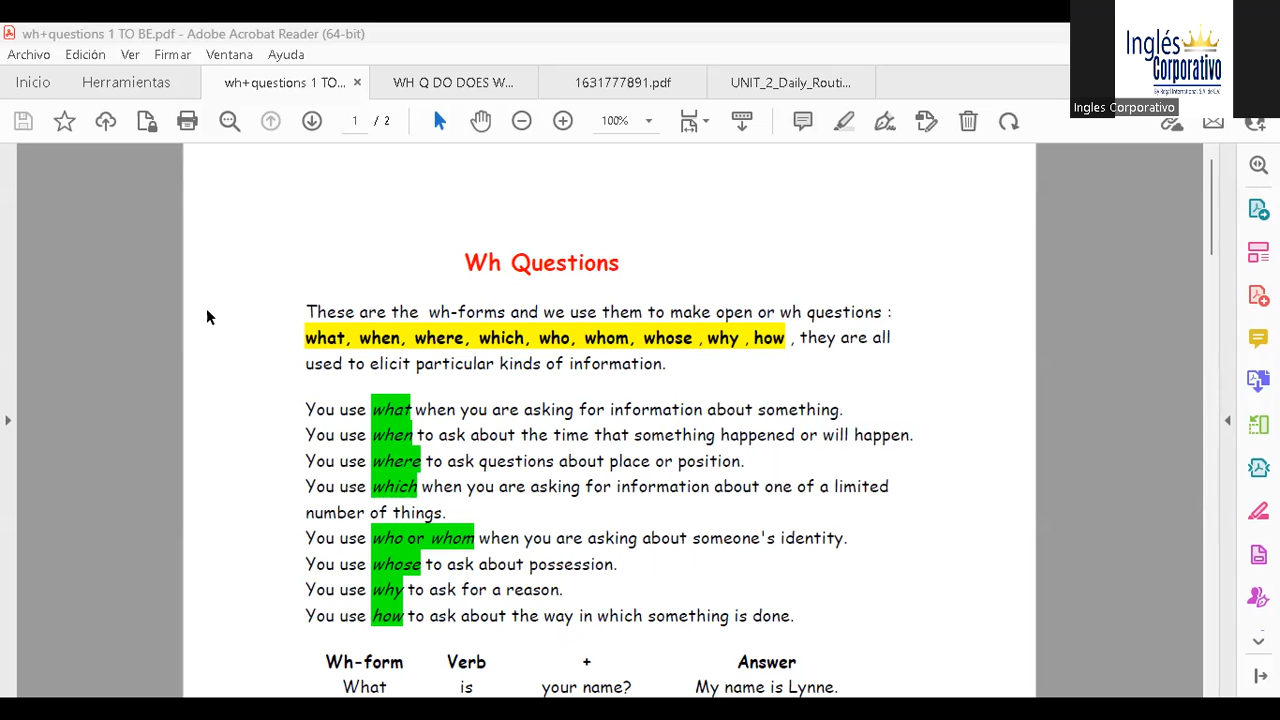 wh+questions 1 TO BE.pdf - Adobe Acrobat Reader (64-bit)
Archivo Edición Ver Firmar Ventana Ayuda
Inicio Herramientas wh+questions 1 TO... × WH Q DO DOES W... 1631777891.pdf UNIT_2_Daily_Routi...
1 / 2 100%
Inglés
Corporativo
by Regal International, S.A. de C.V.
Ingles Corporativo
Wh Questions
These are the wh-forms and we use them to make open or wh questions :
what, when, where, which, who, whom, whose , why , how , they are all
used to elicit particular kinds of information.
You use what when you are asking for information about something.
You use when to ask about the time that something happened or will happen.
You use where to ask questions about place or position.
You use which when you are asking for information about one of a limited
number of things.
You use who or whom when you are asking about someone's identity.
You use whose to ask about possession.
You use why to ask for a reason.
You use how to ask about the way in which something is done.
Wh-form Verb + Answer
What is your name? My name is Lynne.